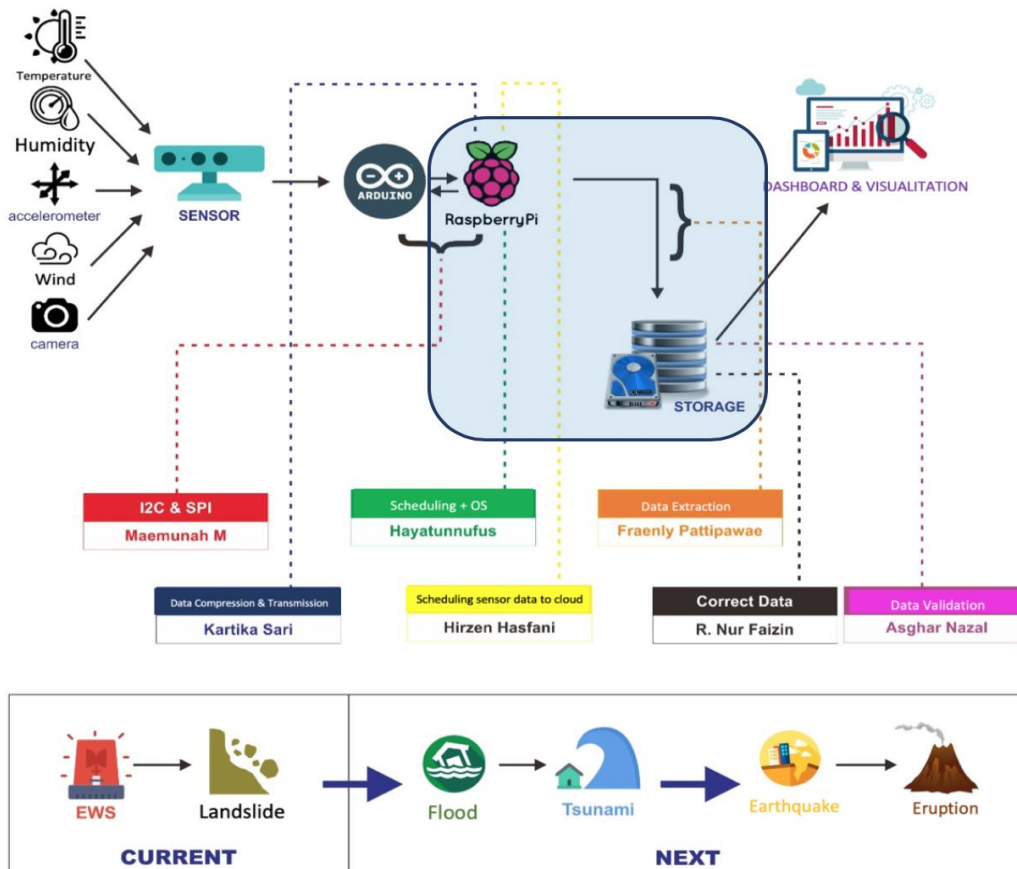 Temperature
Humidity
accelerometer
Wind
camera
SENSOR
ARDUINO
RaspberryPi
STORAGE
DASHBOARD & VISUALITATION
I2C & SPI
Maemunah M
Scheduling + OS
Hayatunnufus
Data Extraction
Fraenly Pattipawae
Data Compression & Transmission
Kartika Sari
Scheduling sensor data to cloud
Hirzen Hasfani
Correct Data
R. Nur Faizin
Data Validation
Asghar Nazal
EWS
Landslide
Flood
Tsunami
Earthquake
Eruption
CURRENT
NEXT